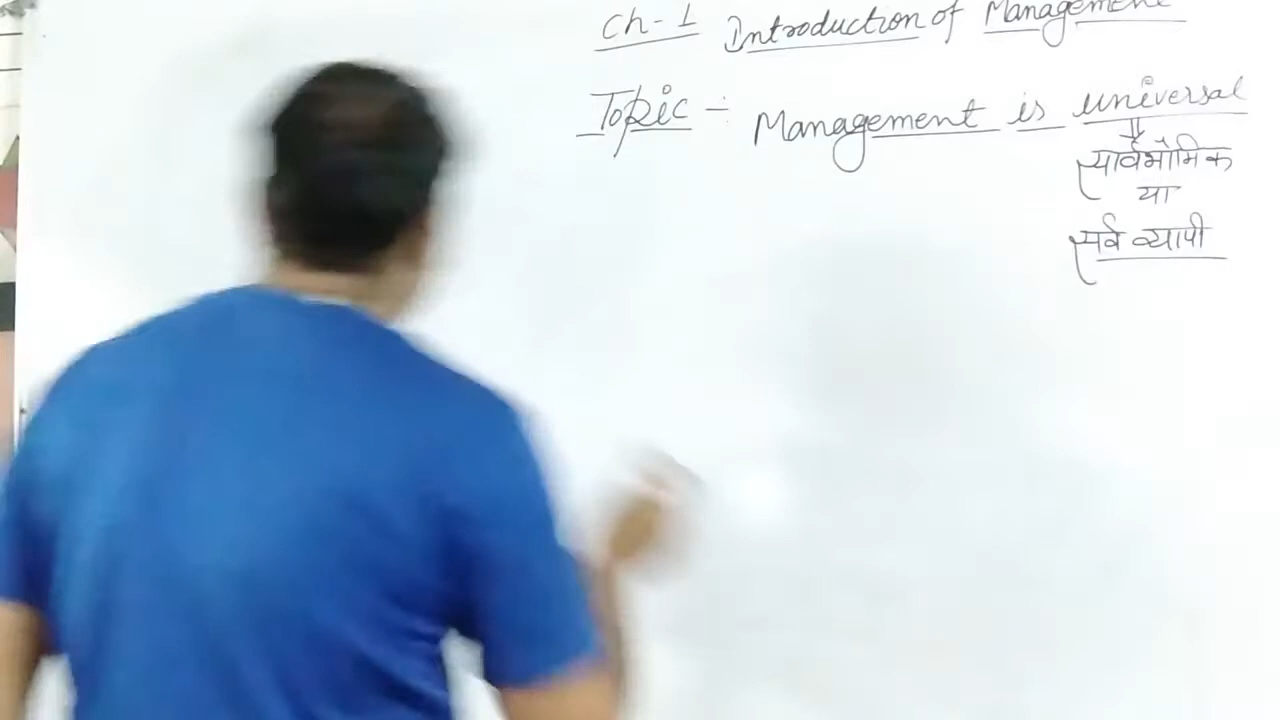 Ch-1 Introduction of Management
Topic - Management is universal
सार्वभौमिक
या
सर्व व्यापी